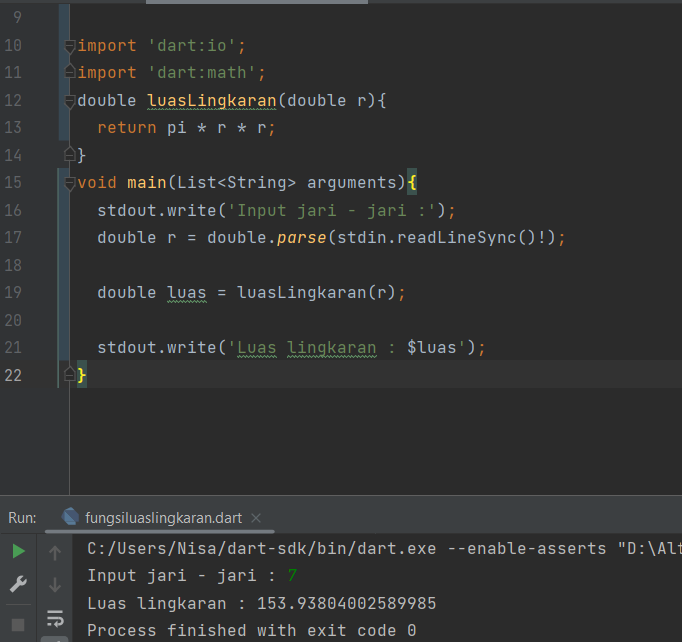 9
10 import 'dart:io';
11 import 'dart:math';
12 double luasLingkaran(double r){
13 return pi * r * r;
14 }
15 void main(List<String> arguments){
16 stdout.write('Input jari - jari :');
17 double r = double.parse(stdin.readLineSync()!);
18
19 double luas = luasLingkaran(r);
20
21 stdout.write('Luas lingkaran : $luas');
22 }
Run: fungsiluaslingkaran.dart
C:/Users/Nisa/dart-sdk/bin/dart.exe --enable-asserts "D:\Alt
Input jari - jari : 7
Luas lingkaran : 153.93804002589985
Process finished with exit code 0